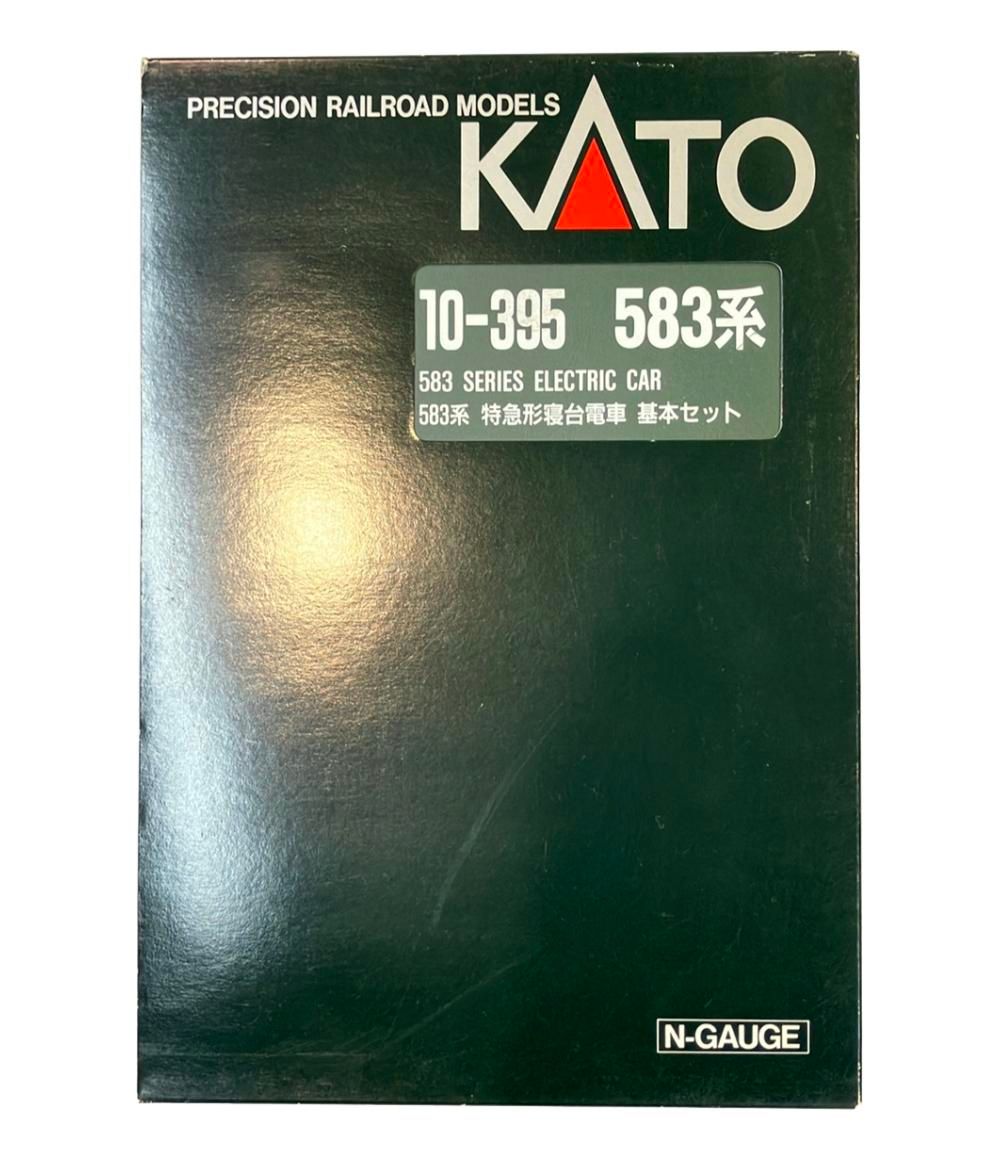 PRECISION RAILROAD MODELS
KATO
10-395 583系
583 SERIES ELECTRIC CAR
583系 特急形寝台電車 基本セット
N-GAUGE